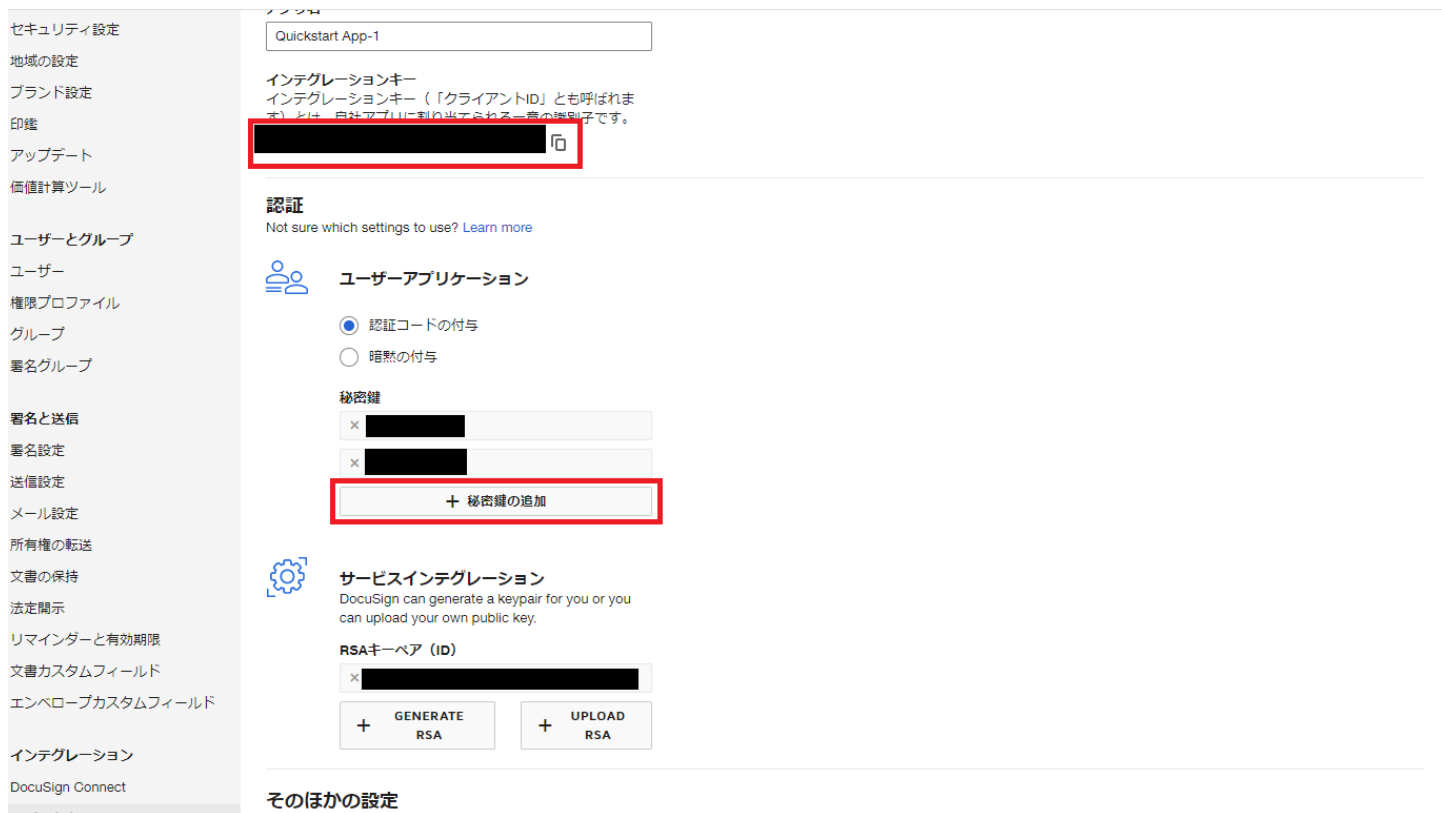 セキュリティ設定
地域の設定
ブランド設定
印鑑
アップデート
価値計算ツール
ユーザーとグループ
ユーザー
権限プロファイル
グループ
署名グループ
署名と送信
署名設定
送信設定
メール設定
所有権の転送
文書の保持
法定開示
リマインダーと有効期限
文書カスタムフィールド
エンベロープカスタムフィールド
インテグレーション
DocuSign Connect
アプリ名
Quickstart App-1
インテグレーションキー
インテグレーションキー（「クライアントID」とも呼ばれま
す）とは、自社アプリに割り当てられる一意の識別子です。
認証
Not sure which settings to use? Learn more
ユーザーアプリケーション
認証コードの付与
暗黙の付与
秘密鍵
×
×
+ 秘密鍵の追加
サービスインテグレーション
DocuSign can generate a keypair for you or you
can upload your own public key.
RSAキーペア（ID）
×
+ GENERATE
RSA
+ UPLOAD
RSA
そのほかの設定